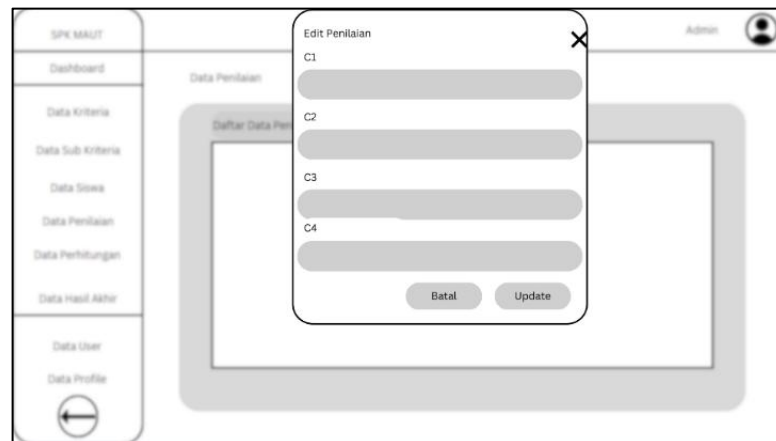 SPK MAUT
Dashboard
Data Kriteria
Data Sub Kriteria
Data Siswa
Data Penilaian
Data Perhitungan
Data Hasil Akhir
Data User
Data Profile
Admin
Data Penilaian
Daftar Data Pen
Edit Penilaian
C1
C2
C3
C4
Batal
Update